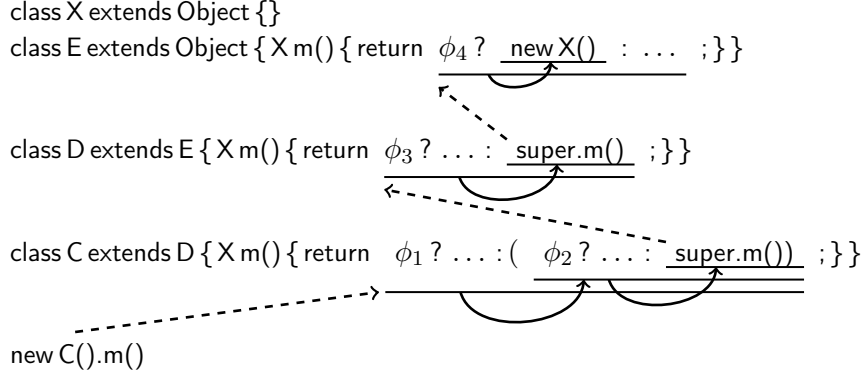 class X extends Object {}
class E extends Object { X m() { return ϕ₄ ? new X() : … ; } }
class D extends E { X m() { return ϕ₃ ? … : super.m() ; } }
class C extends D { X m() { return ϕ₁ ? … : ( ϕ₂ ? … : super.m()) ; } }
new C().m()